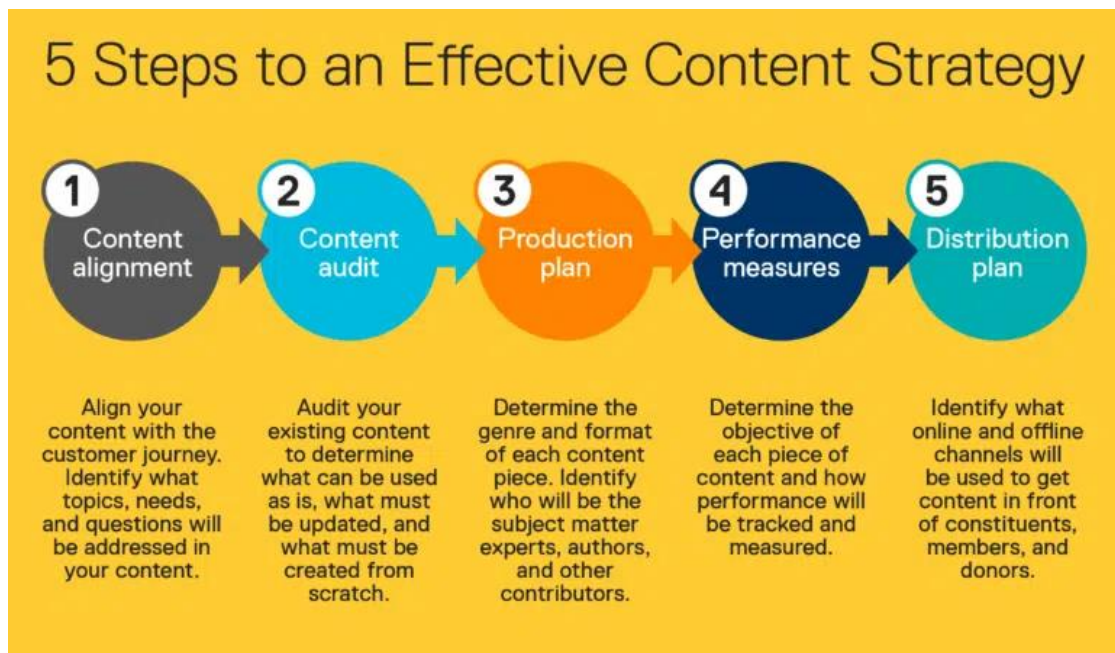 5 Steps to an Effective Content Strategy
1
Content
alignment
2
Content
audit
3
Production
plan
4
Performance
measures
5
Distribution
plan
Align your
content with the
customer journey.
Identify what
topics, needs,
and questions will
be addressed in
your content.
Audit your
existing content
to determine
what can be used
as is, what must
be updated, and
what must be
created from
scratch.
Determine the
genre and format
of each content
piece. Identify
who will be the
subject matter
experts, authors,
and other
contributors.
Determine the
objective of
each piece of
content and how
performance will
be tracked and
measured.
Identify what
online and offline
channels will
be used to get
content in front
of constituents,
members, and
donors.